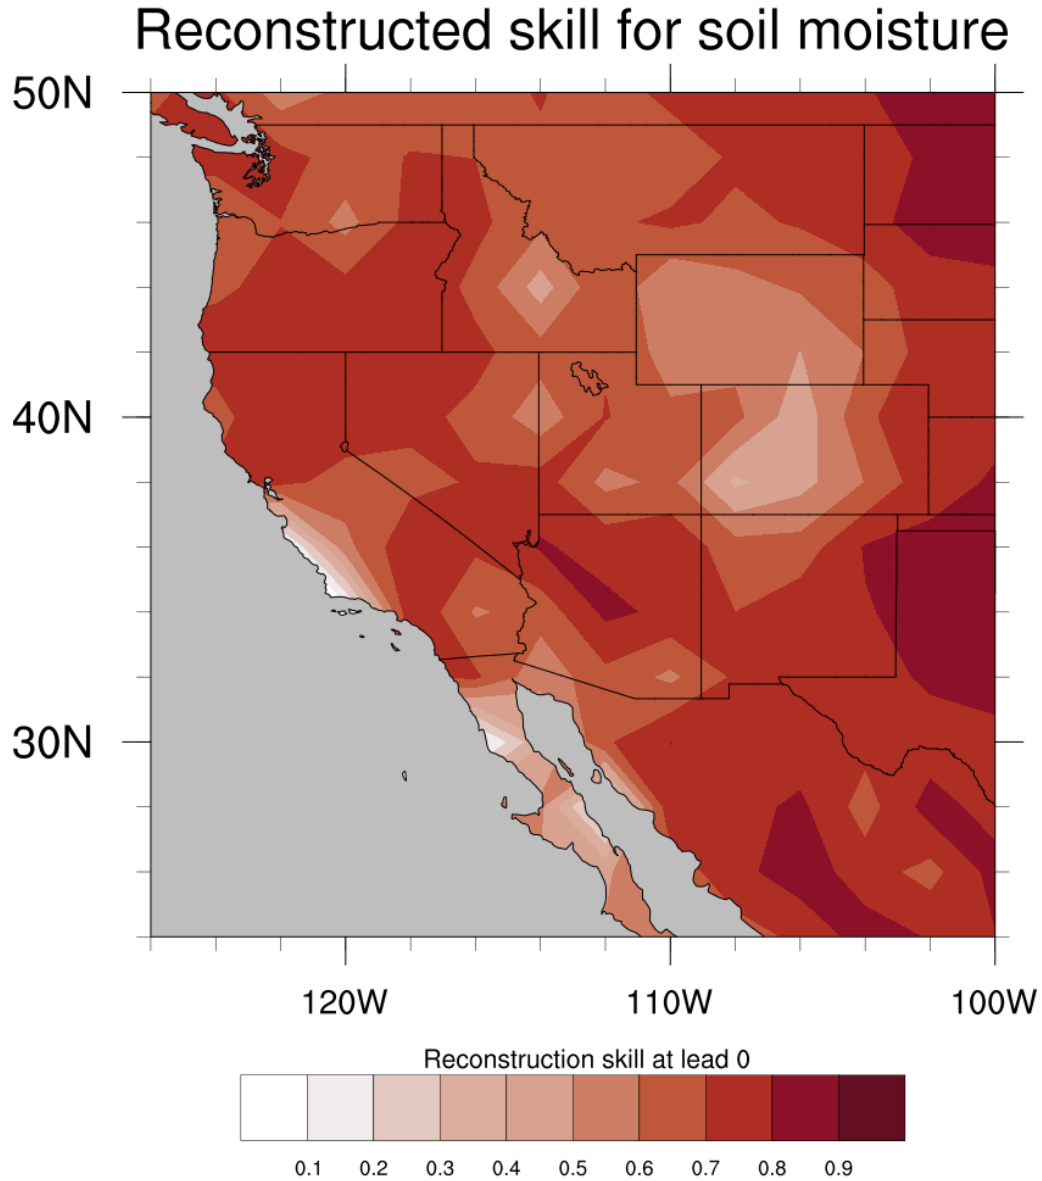 Reconstructed skill for soil moisture
50N
40N
30N
120W 110W 100W
Reconstruction skill at lead 0
0.1 0.2 0.3 0.4 0.5 0.6 0.7 0.8 0.9